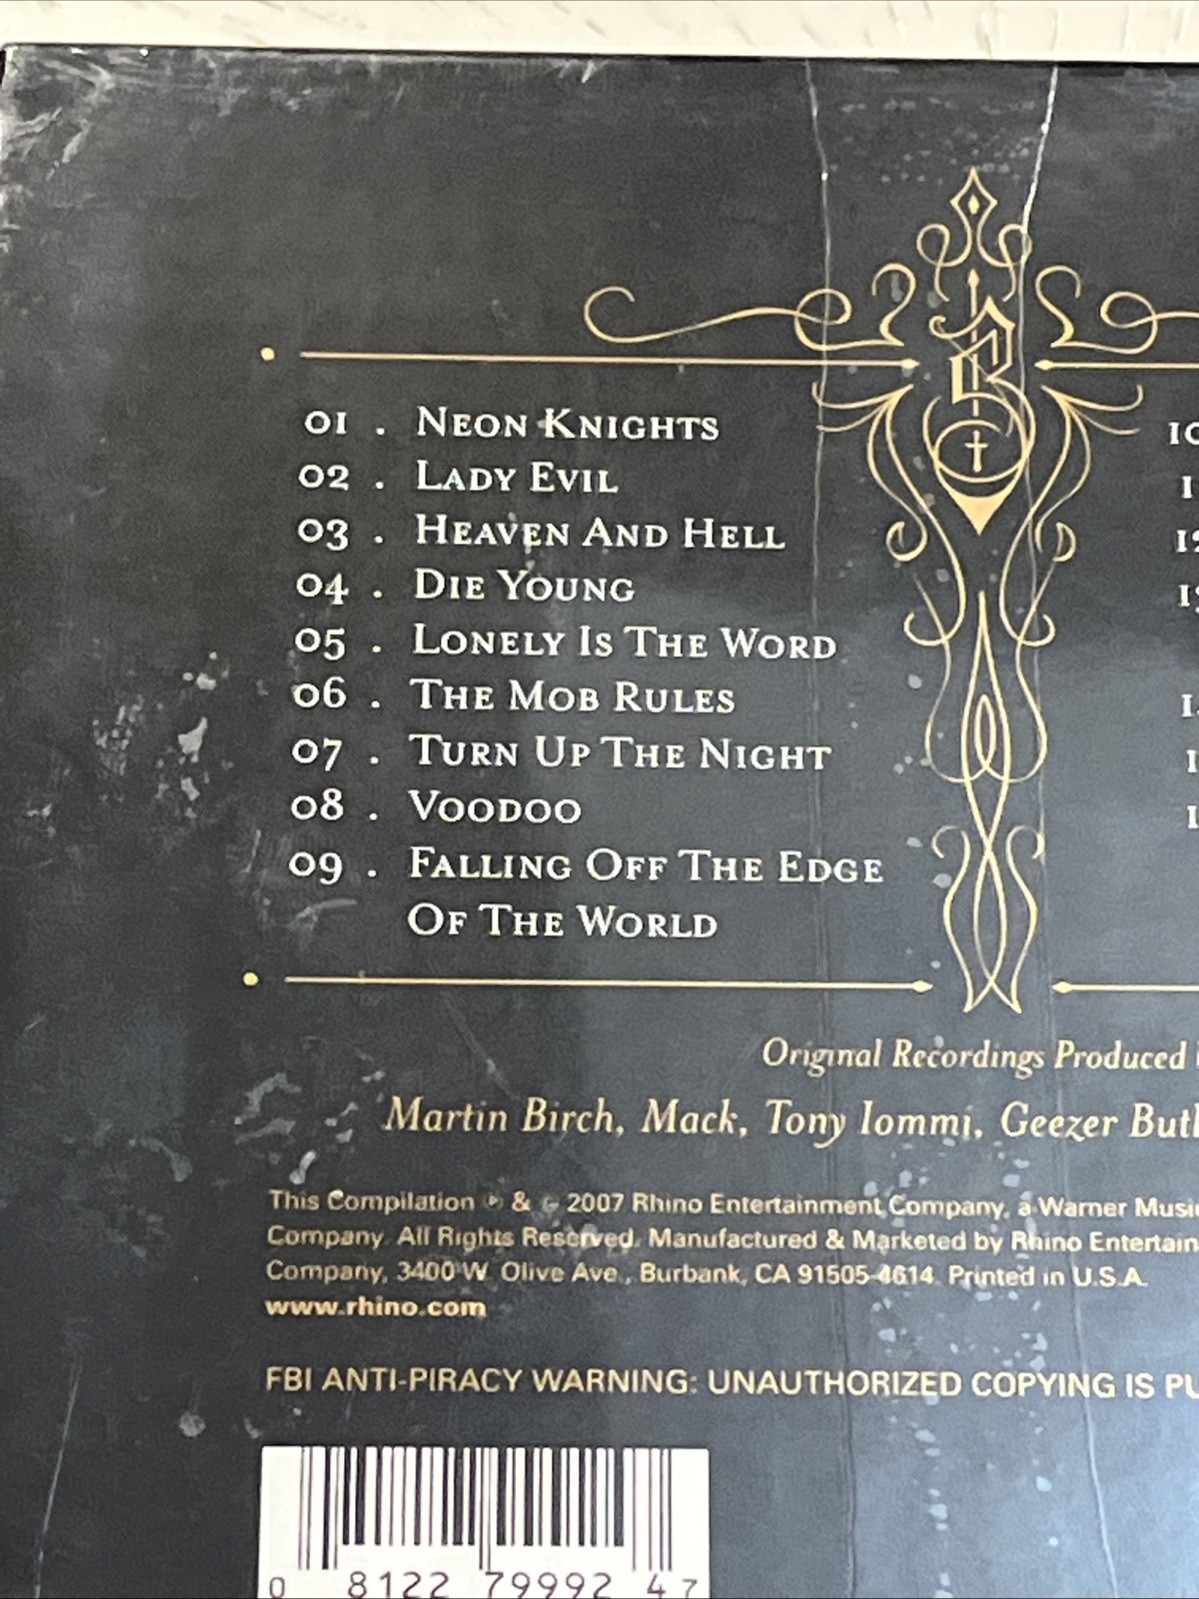 01 . NEON KNIGHTS
02 . LADY EVIL
03 . HEAVEN AND HELL
04 . DIE YOUNG
05 . LONELY IS THE WORD
06 . THE MOB RULES
07 . TURN UP THE NIGHT
08 . VOODOO
09 . FALLING OFF THE EDGE
OF THE WORLD
Original Recordings Produced
Martin Birch, Mack, Tony Iommi, Geezer
This Compilation ℗ & © 2007 Rhino Entertainment Company, a Warner
Company. All Rights Reserved. Manufactured & Marketed by Rhino
Company, 3400 W. Olive Ave., Burbank, CA 91505-4614. Printed in U.S.A.
www.rhino.com
FBI ANTI-PIRACY WARNING: UNAUTHORIZED COPYING IS
0 8122 79992 4 7